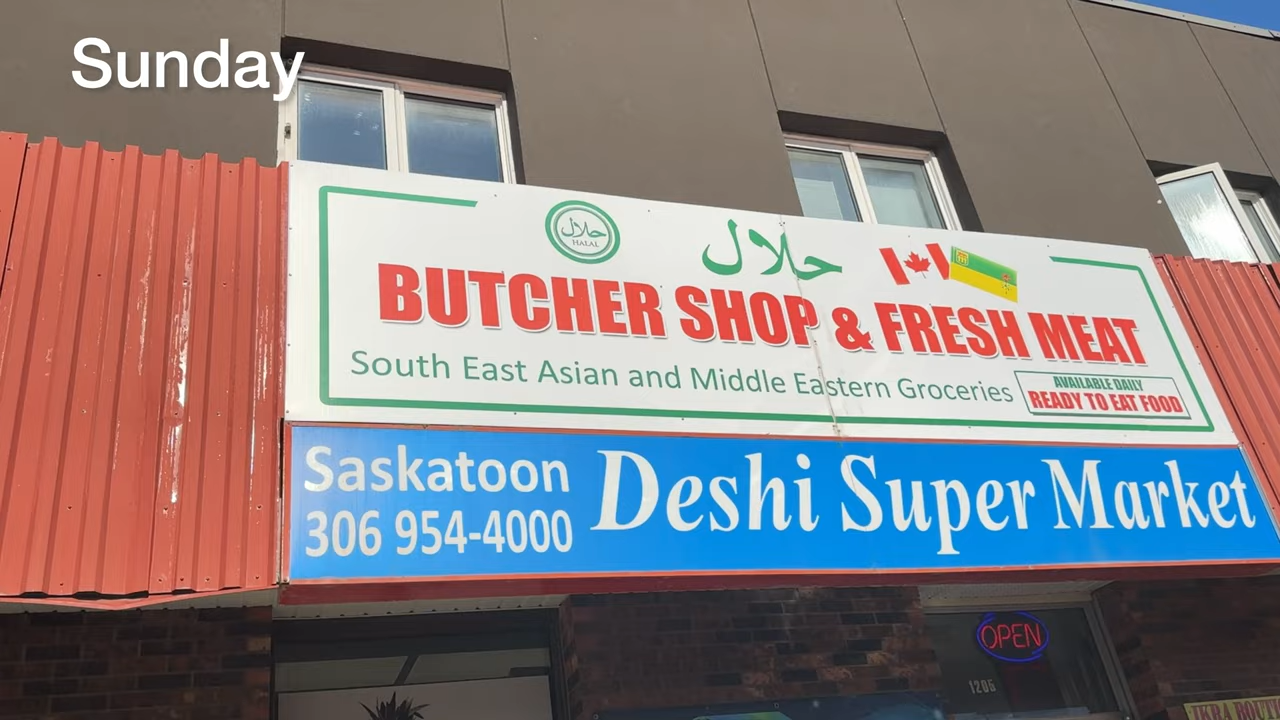 Sunday
حلال
HALAL
حلال
BUTCHER SHOP & FRESH MEAT
South East Asian and Middle Eastern Groceries
AVAILABLE DAILY
READY TO EAT FOOD
Saskatoon
306 954-4000
Deshi Super Market
OPEN
1205